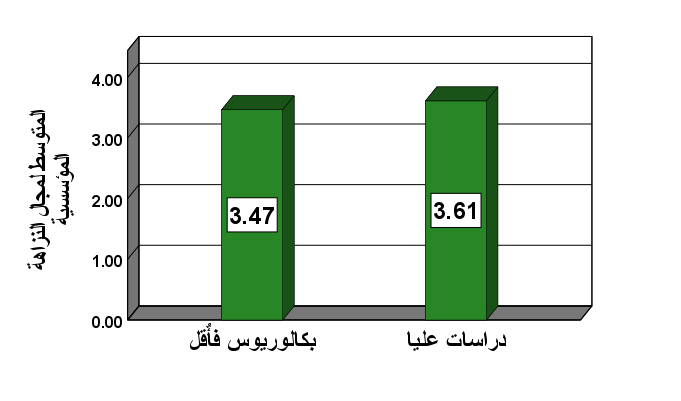 المتوسط لمجال النزاهة
المؤسسية
4.00
3.00
2.00
1.00
0.00
3.47
3.61
بكالوريوس فأقل
دراسات عليا